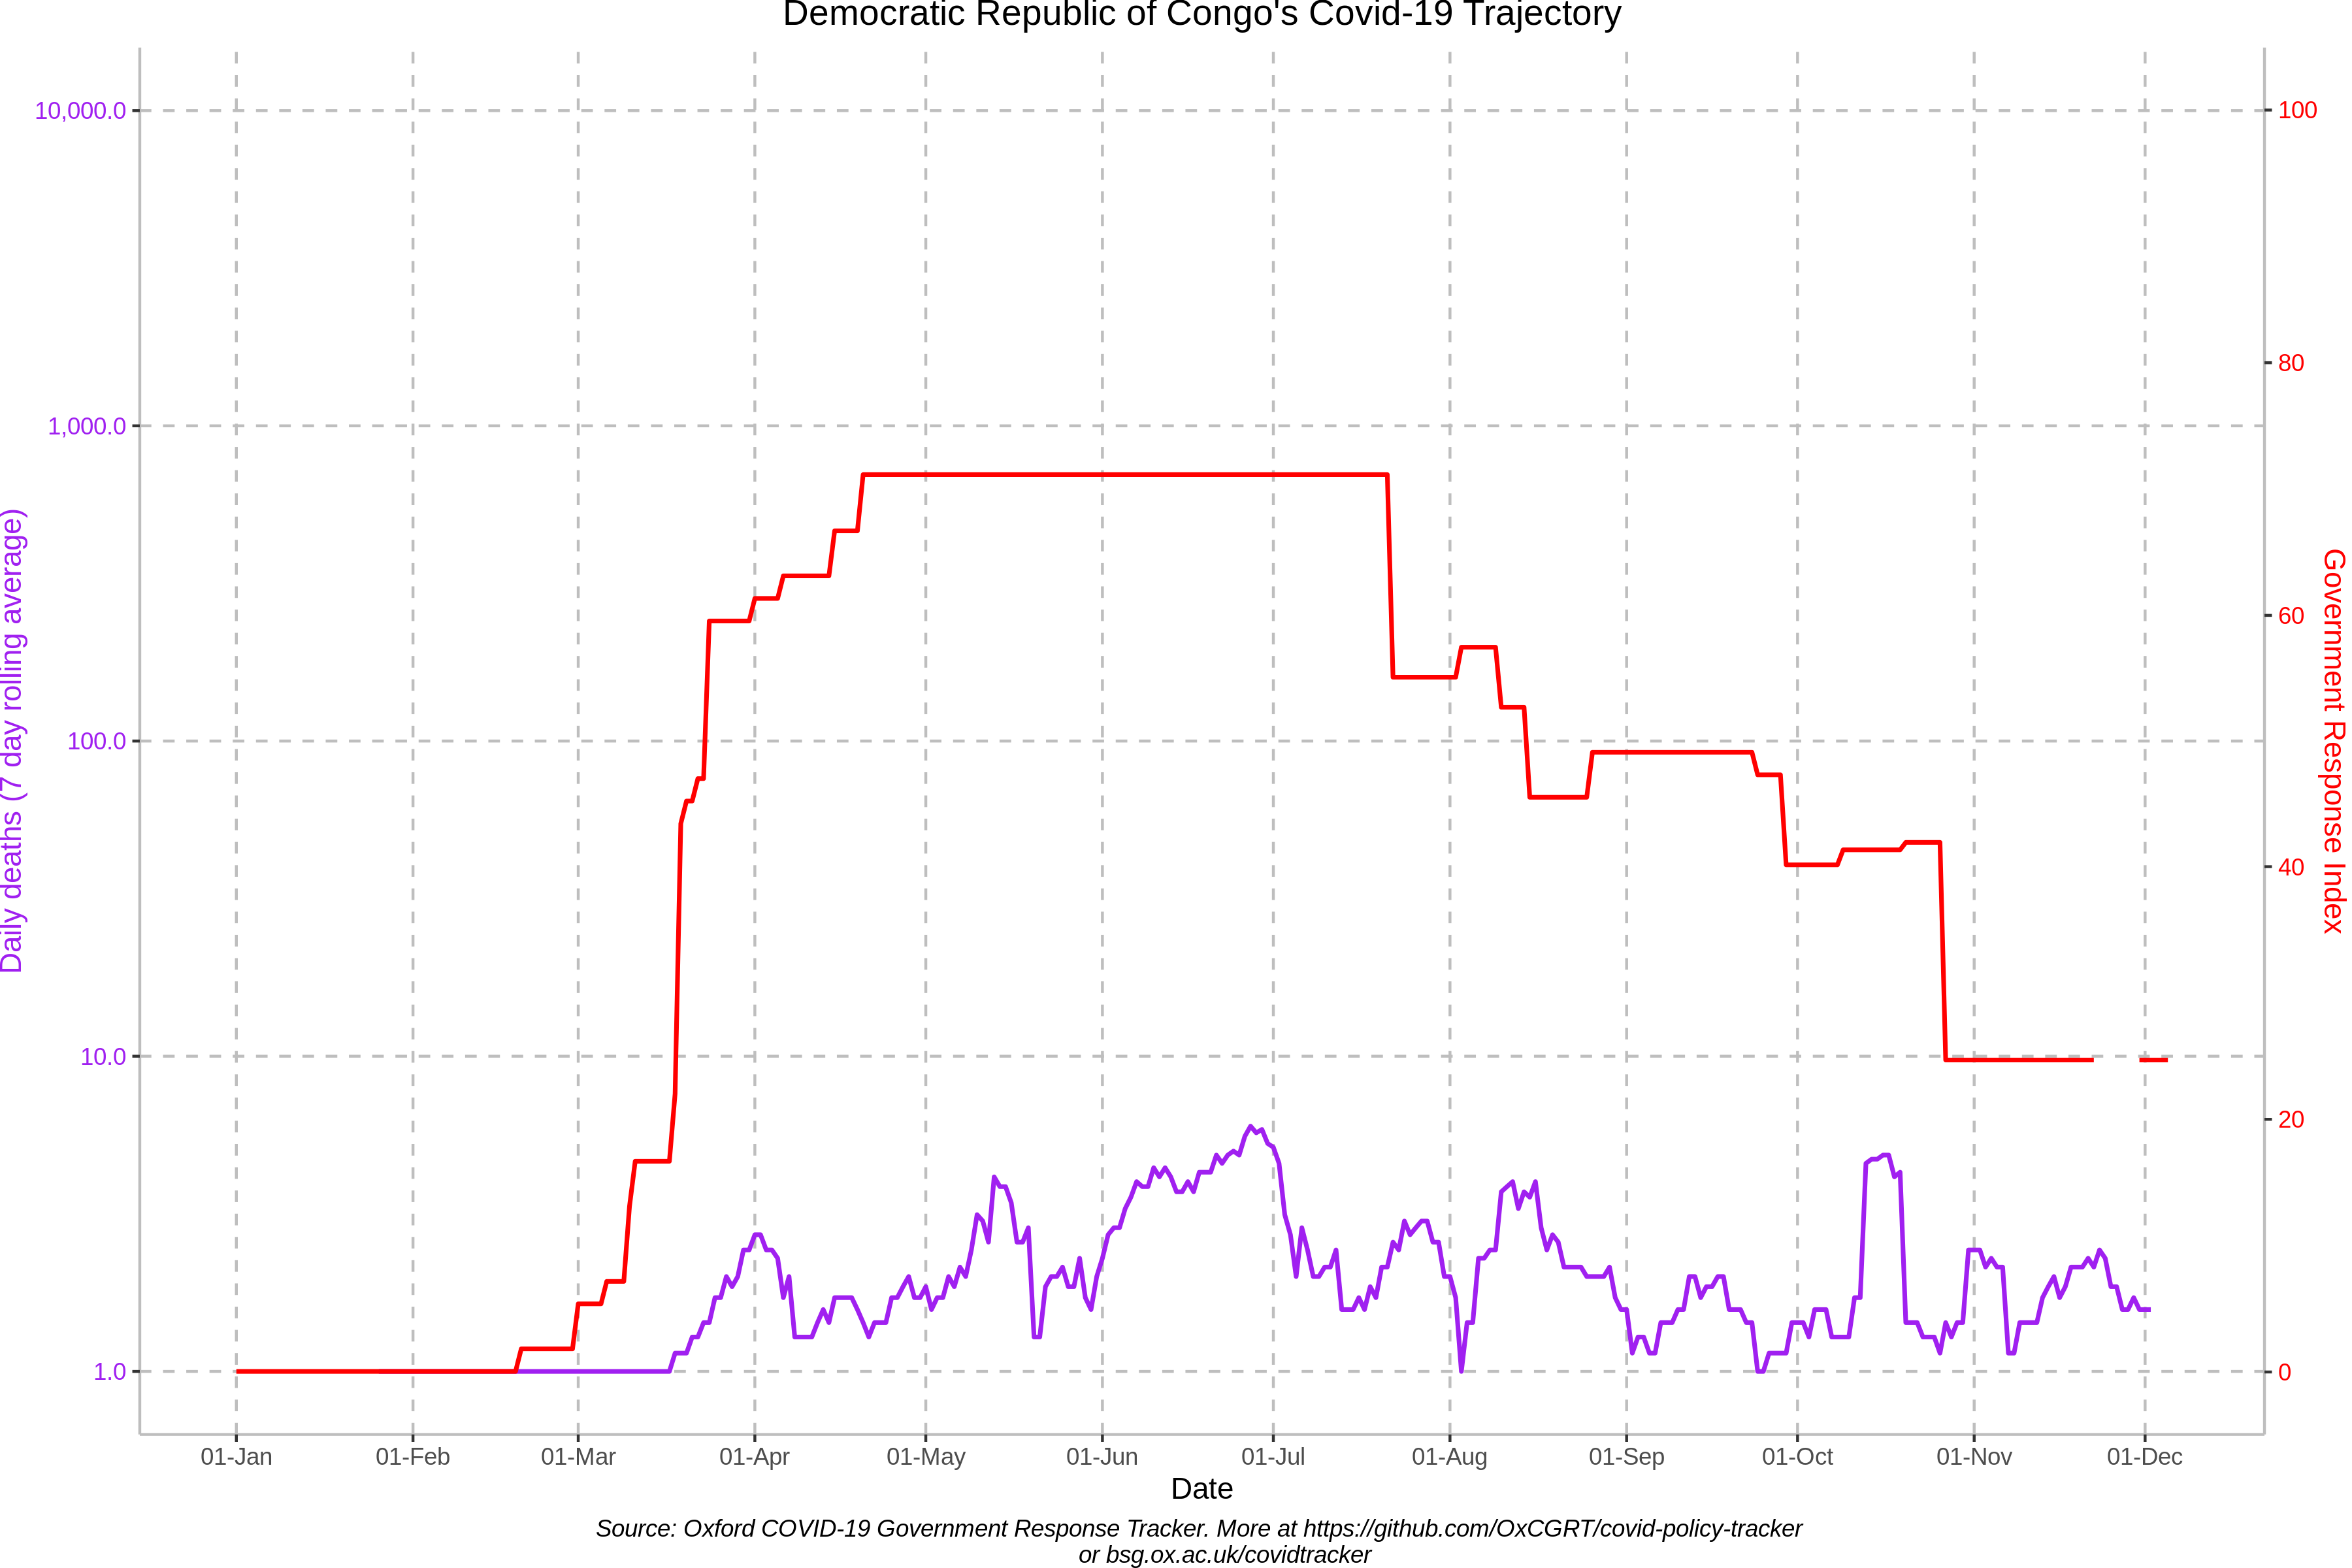 Democratic Republic of Congo's Covid-19 Trajectory
10,000.0
1,000.0
100.0
10.0
1.0
Daily deaths (7 day rolling average)
100
80
60
40
20
0
Government Response Index
01-Jan 01-Feb 01-Mar 01-Apr 01-May 01-Jun 01-Jul 01-Aug 01-Sep 01-Oct 01-Nov 01-Dec
Date
Source: Oxford COVID-19 Government Response Tracker. More at https://github.com/OxCGRT/covid-policy-tracker
or bsg.ox.ac.uk/covidtracker